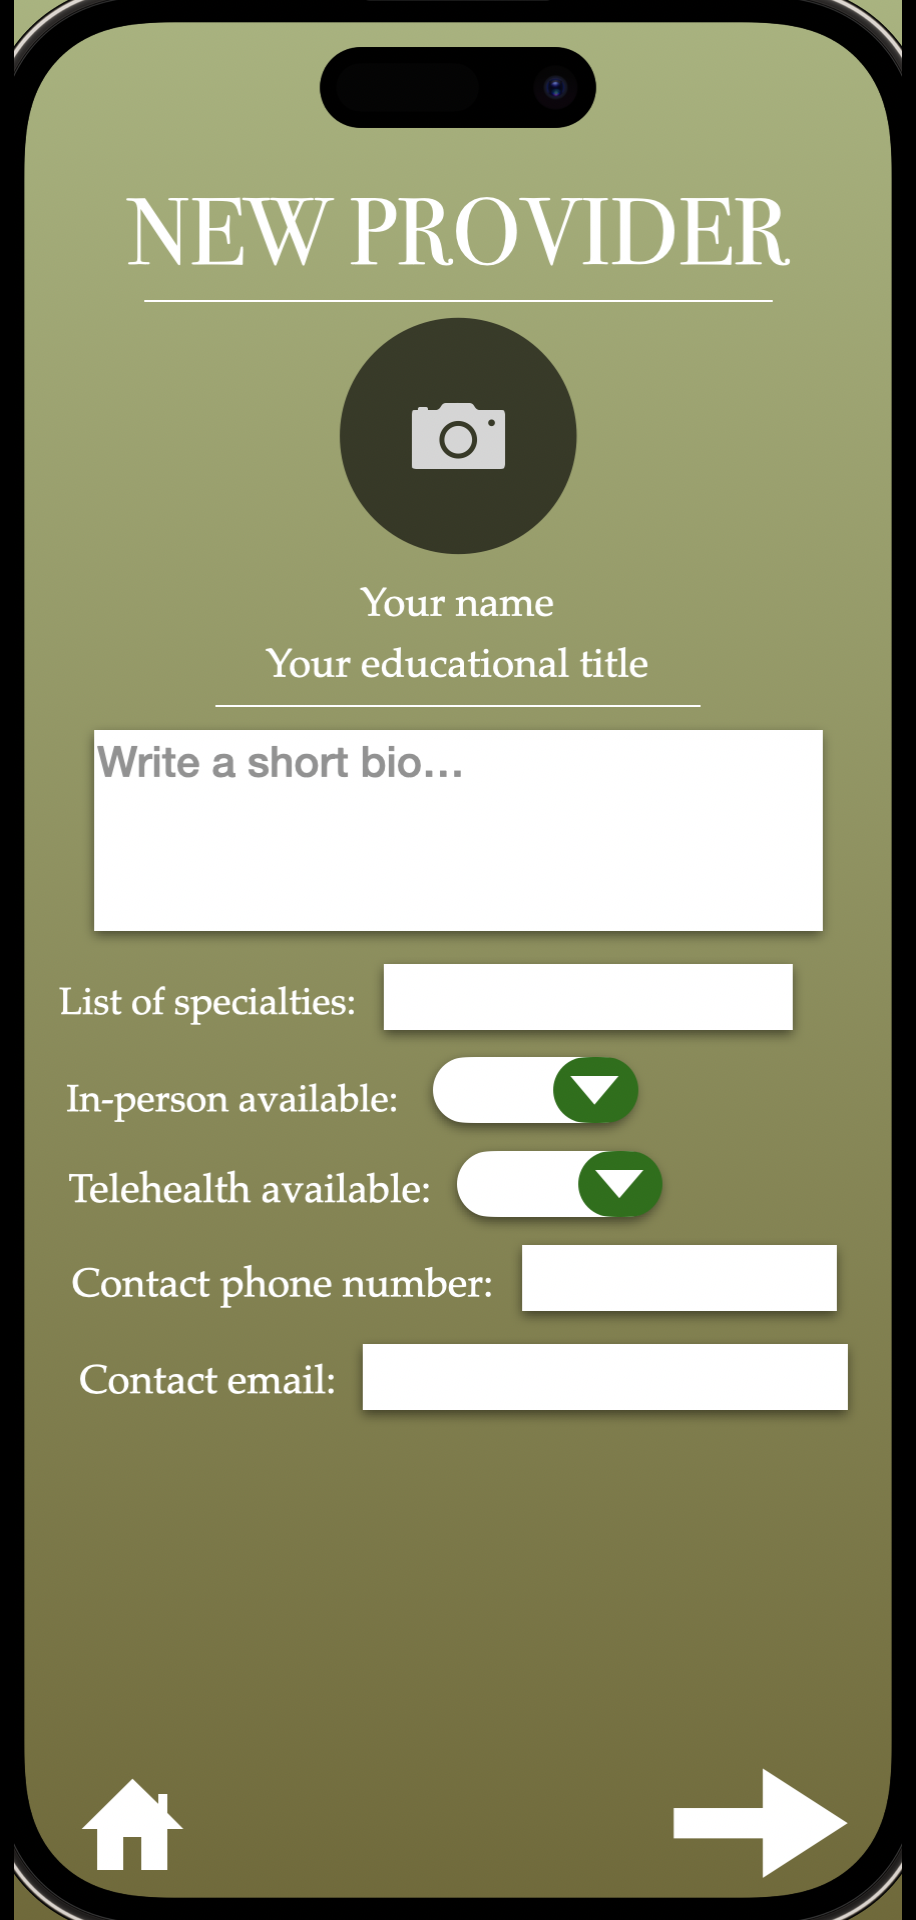 NEW PROVIDER
Your name
Your educational title
Write a short bio...
List of specialties:
In-person available:
Telehealth available:
Contact phone number:
Contact email: